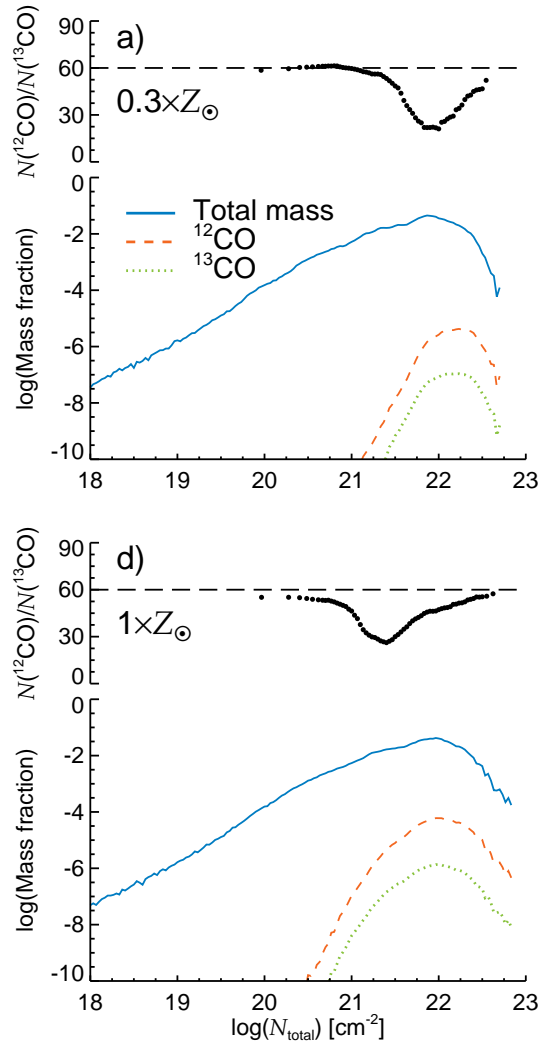 a)
N(¹²CO)/N(¹³CO)
90
60
30
0
0.3×Z⊙
log(Mass fraction)
0
-2
-4
-6
-8
-10
Total mass
¹²CO
¹³CO
18 19 20 21 22 23
d)
N(¹²CO)/N(¹³CO)
90
60
30
0
1×Z⊙
log(Mass fraction)
0
-2
-4
-6
-8
-10
18 19 20 21 22 23
log(N_total) [cm⁻²]